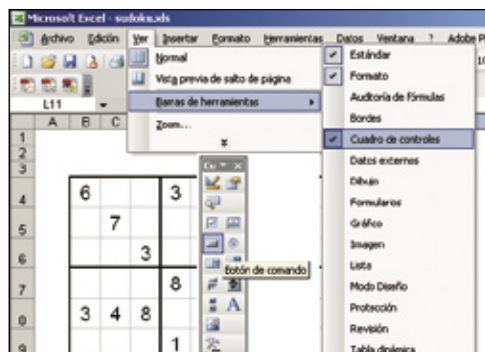 Microsoft Excel - sudoku.xls
Archivo Edición Ver Insertar Formato Herramientas Datos Ventana ? Adobe
Normal
Vista previa de salto de página
Barras de herramientas
Zoom...
Estándar
Formato
Auditoría de fórmulas
Bordes
Cuadro de controles
Datos externos
Dibujo
Formularios
Gráfico
Imagen
Lista
Modo Diseño
Protección
Revisión
Tabla dinámica
L11
A B C
1
2
3
4 6 3
5 7
6 3
7 8
8 3 4 8
9 1
Botón de comando